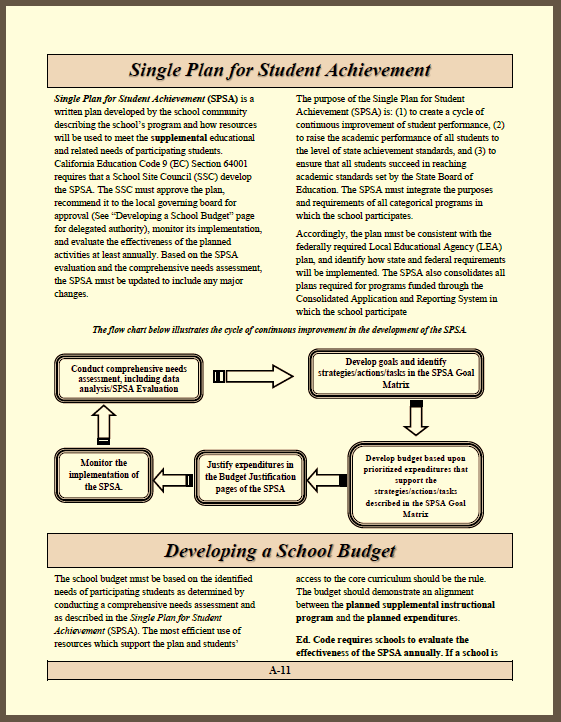 Single Plan for Student Achievement
Single Plan for Student Achievement (SPSA) is a
written plan developed by the school community
describing the school's program and how resources
will be used to meet the supplemental educational
and related needs of participating students.
California Education Code 9 (EC) Section 64001
requires that a School Site Council (SSC) develop
the SPSA. The SSC must approve the plan,
recommend it to the local governing board for
approval (See "Developing a School Budget" page
for delegated authority), monitor its implementation,
and evaluate the effectiveness of the planned
activities at least annually. Based on the SPSA
evaluation and the comprehensive needs assessment,
the SPSA must be updated to include any major
changes.
The purpose of the Single Plan for Student
Achievement (SPSA) is: (1) to create a cycle of
continuous improvement of student performance, (2)
to raise the academic performance of all students to
the level of state achievement standards, and (3) to
ensure that all students succeed in reaching
academic standards set by the State Board of
Education. The SPSA must integrate the purposes
and requirements of all categorical programs in
which the school participates.
Accordingly, the plan must be consistent with the
federally required Local Educational Agency (LEA)
plan, and identify how state and federal requirements
will be implemented. The SPSA also consolidates all
plans required for programs funded through the
Consolidated Application and Reporting System in
which the school participate
The flow chart below illustrates the cycle of continuous improvement in the development of the SPSA.
Conduct comprehensive needs
assessment, including data
analysis/SPSA Evaluation
Develop goals and identify
strategies/actions/tasks in the SPSA Goal
Matrix
Monitor the
implementation of
the SPSA.
Justify expenditures in
the Budget Justification
pages of the SPSA
Develop budget based upon
prioritized expenditures that
support the
strategies/actions/tasks
described in the SPSA Goal
Matrix
Developing a School Budget
The school budget must be based on the identified
needs of participating students as determined by
conducting a comprehensive needs assessment and
as described in the Single Plan for Student
Achievement (SPSA). The most efficient use of
resources which support the plan and students'
access to the core curriculum should be the rule.
The budget should demonstrate an alignment
between the planned supplemental instructional
program and the planned expenditures.
Ed. Code requires schools to evaluate the
effectiveness of the SPSA annually. If a school is
A-11